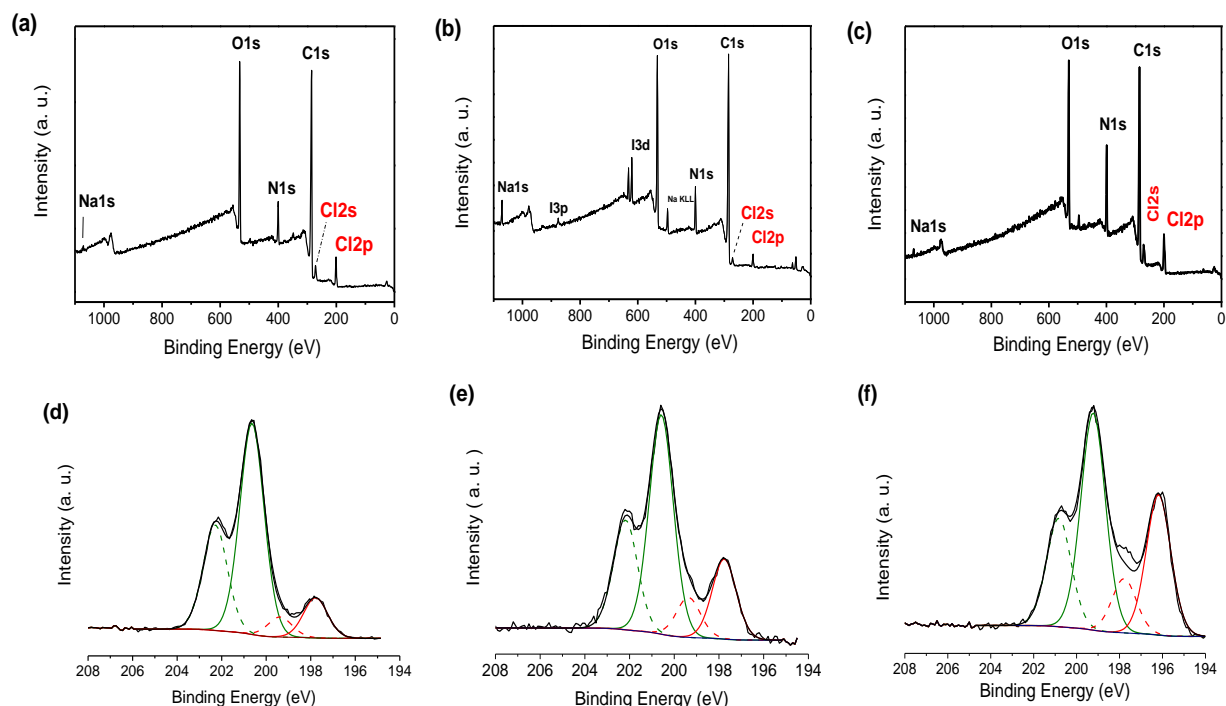 (a)
Intensity (a. u.)
O1s
C1s
Na1s
N1s
Cl2s
Cl2p
1000 800 600 400 200 0
Binding Energy (eV)
(b)
Intensity (a. u.)
O1s
C1s
I3d
Na1s
I3p
Na KLL
N1s
Cl2s
Cl2p
1000 800 600 400 200 0
Binding Energy (eV)
(c)
Intensity (a. u.)
O1s
C1s
N1s
Na1s
Cl2s
Cl2p
1000 800 600 400 200 0
Binding Energy (eV)
(d)
Intensity (a. u.)
208 206 204 202 200 198 196 194
Binding Energy (eV)
(e)
Intensity ( a. u. )
208 206 204 202 200 198 196 194
Binding Energy (eV)
(f)
Intensity (a. u.)
208 206 204 202 200 198 196 194
Binding Energy (eV)